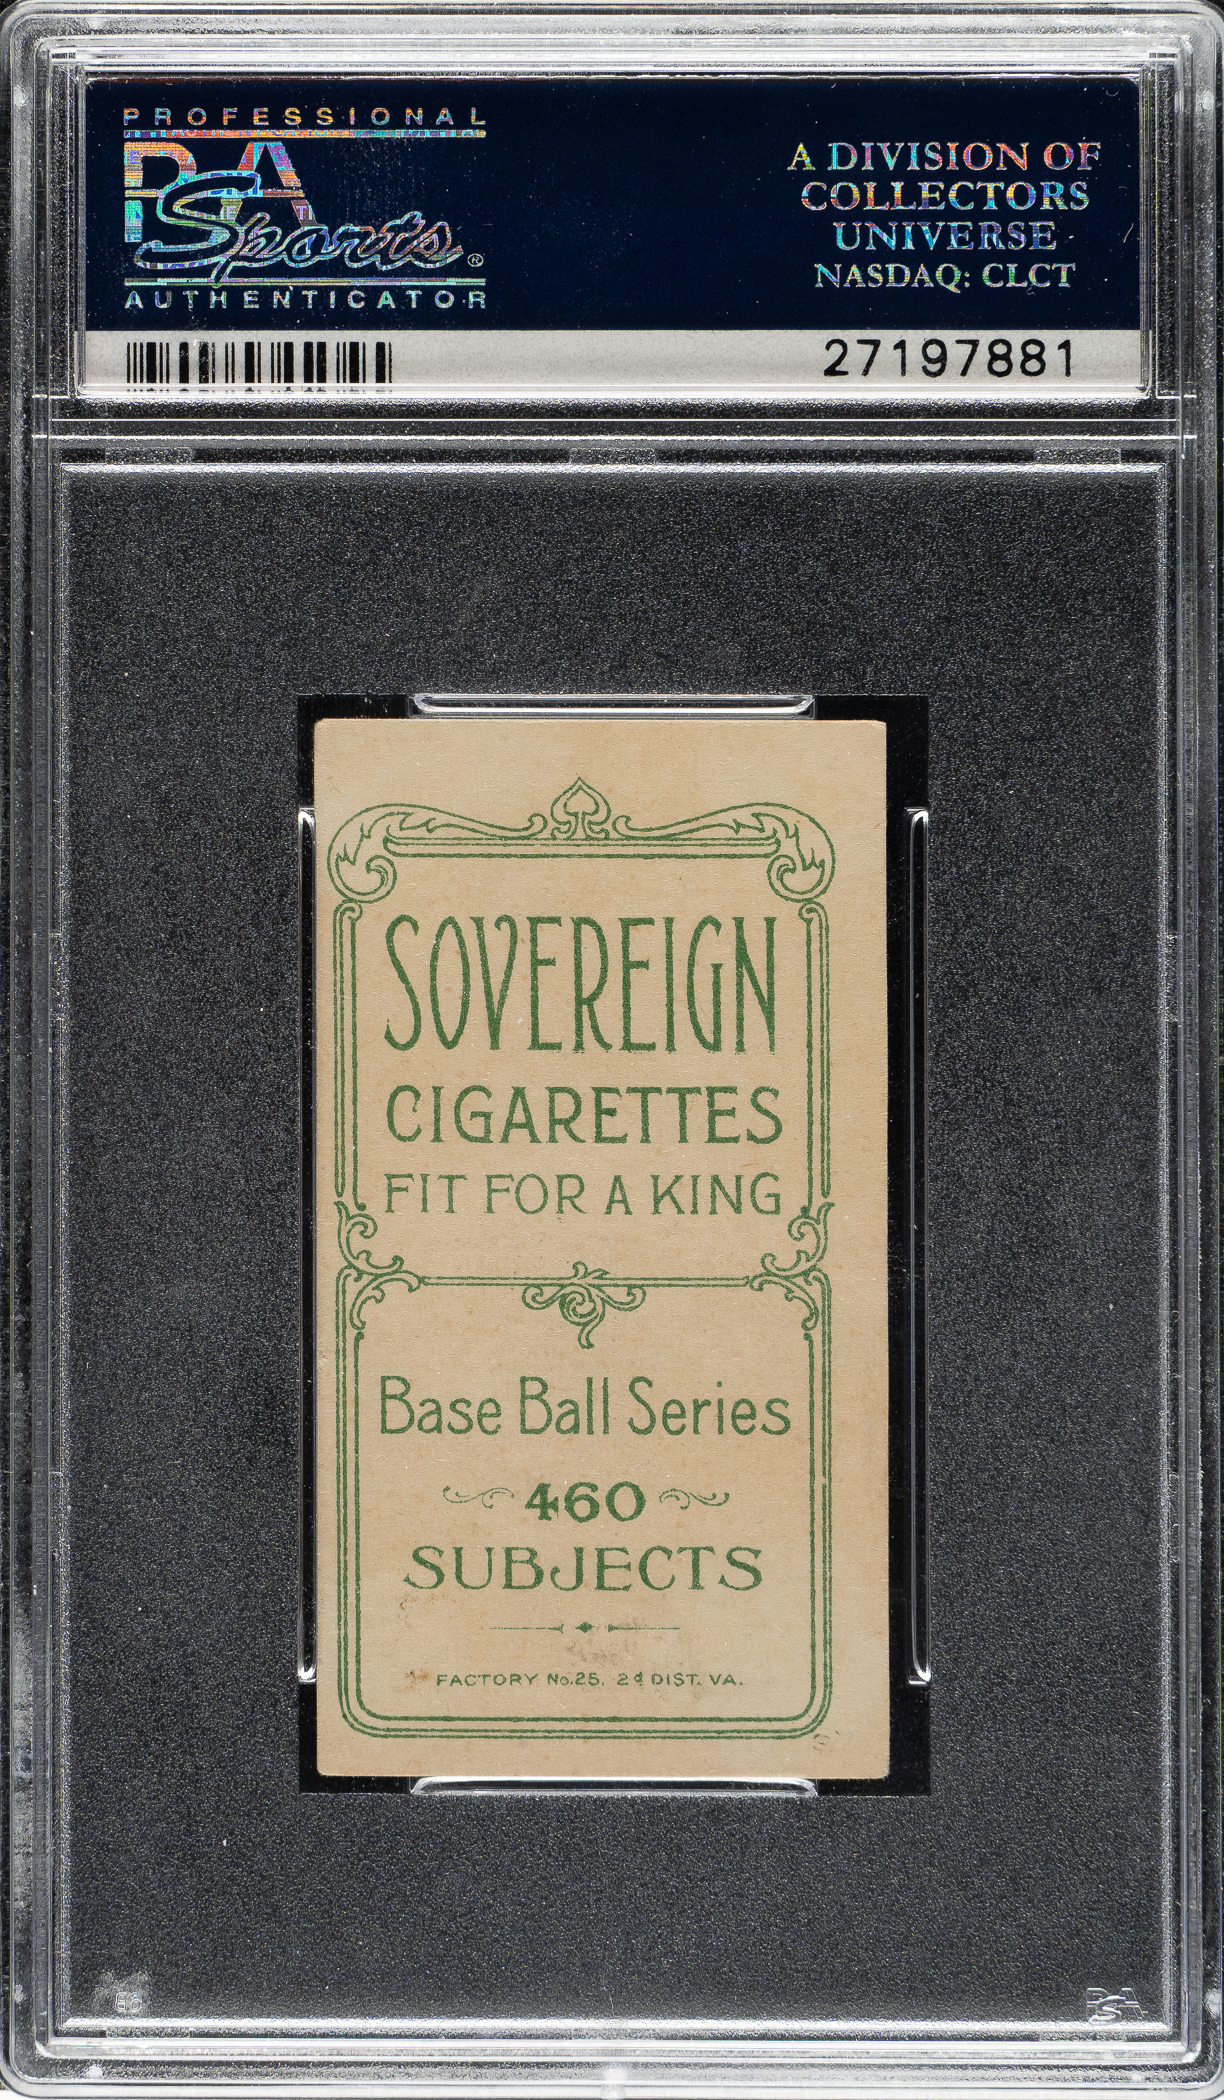 PROFESSIONAL
PSA
Sports®
AUTHENTICATOR
A DIVISION OF
COLLECTORS
UNIVERSE
NASDAQ: CLCT
27197881
SOVEREIGN
CIGARETTES
FIT FOR A KING
Base Ball Series
460
SUBJECTS
FACTORY No.25, 2d DIST. VA.
PSA